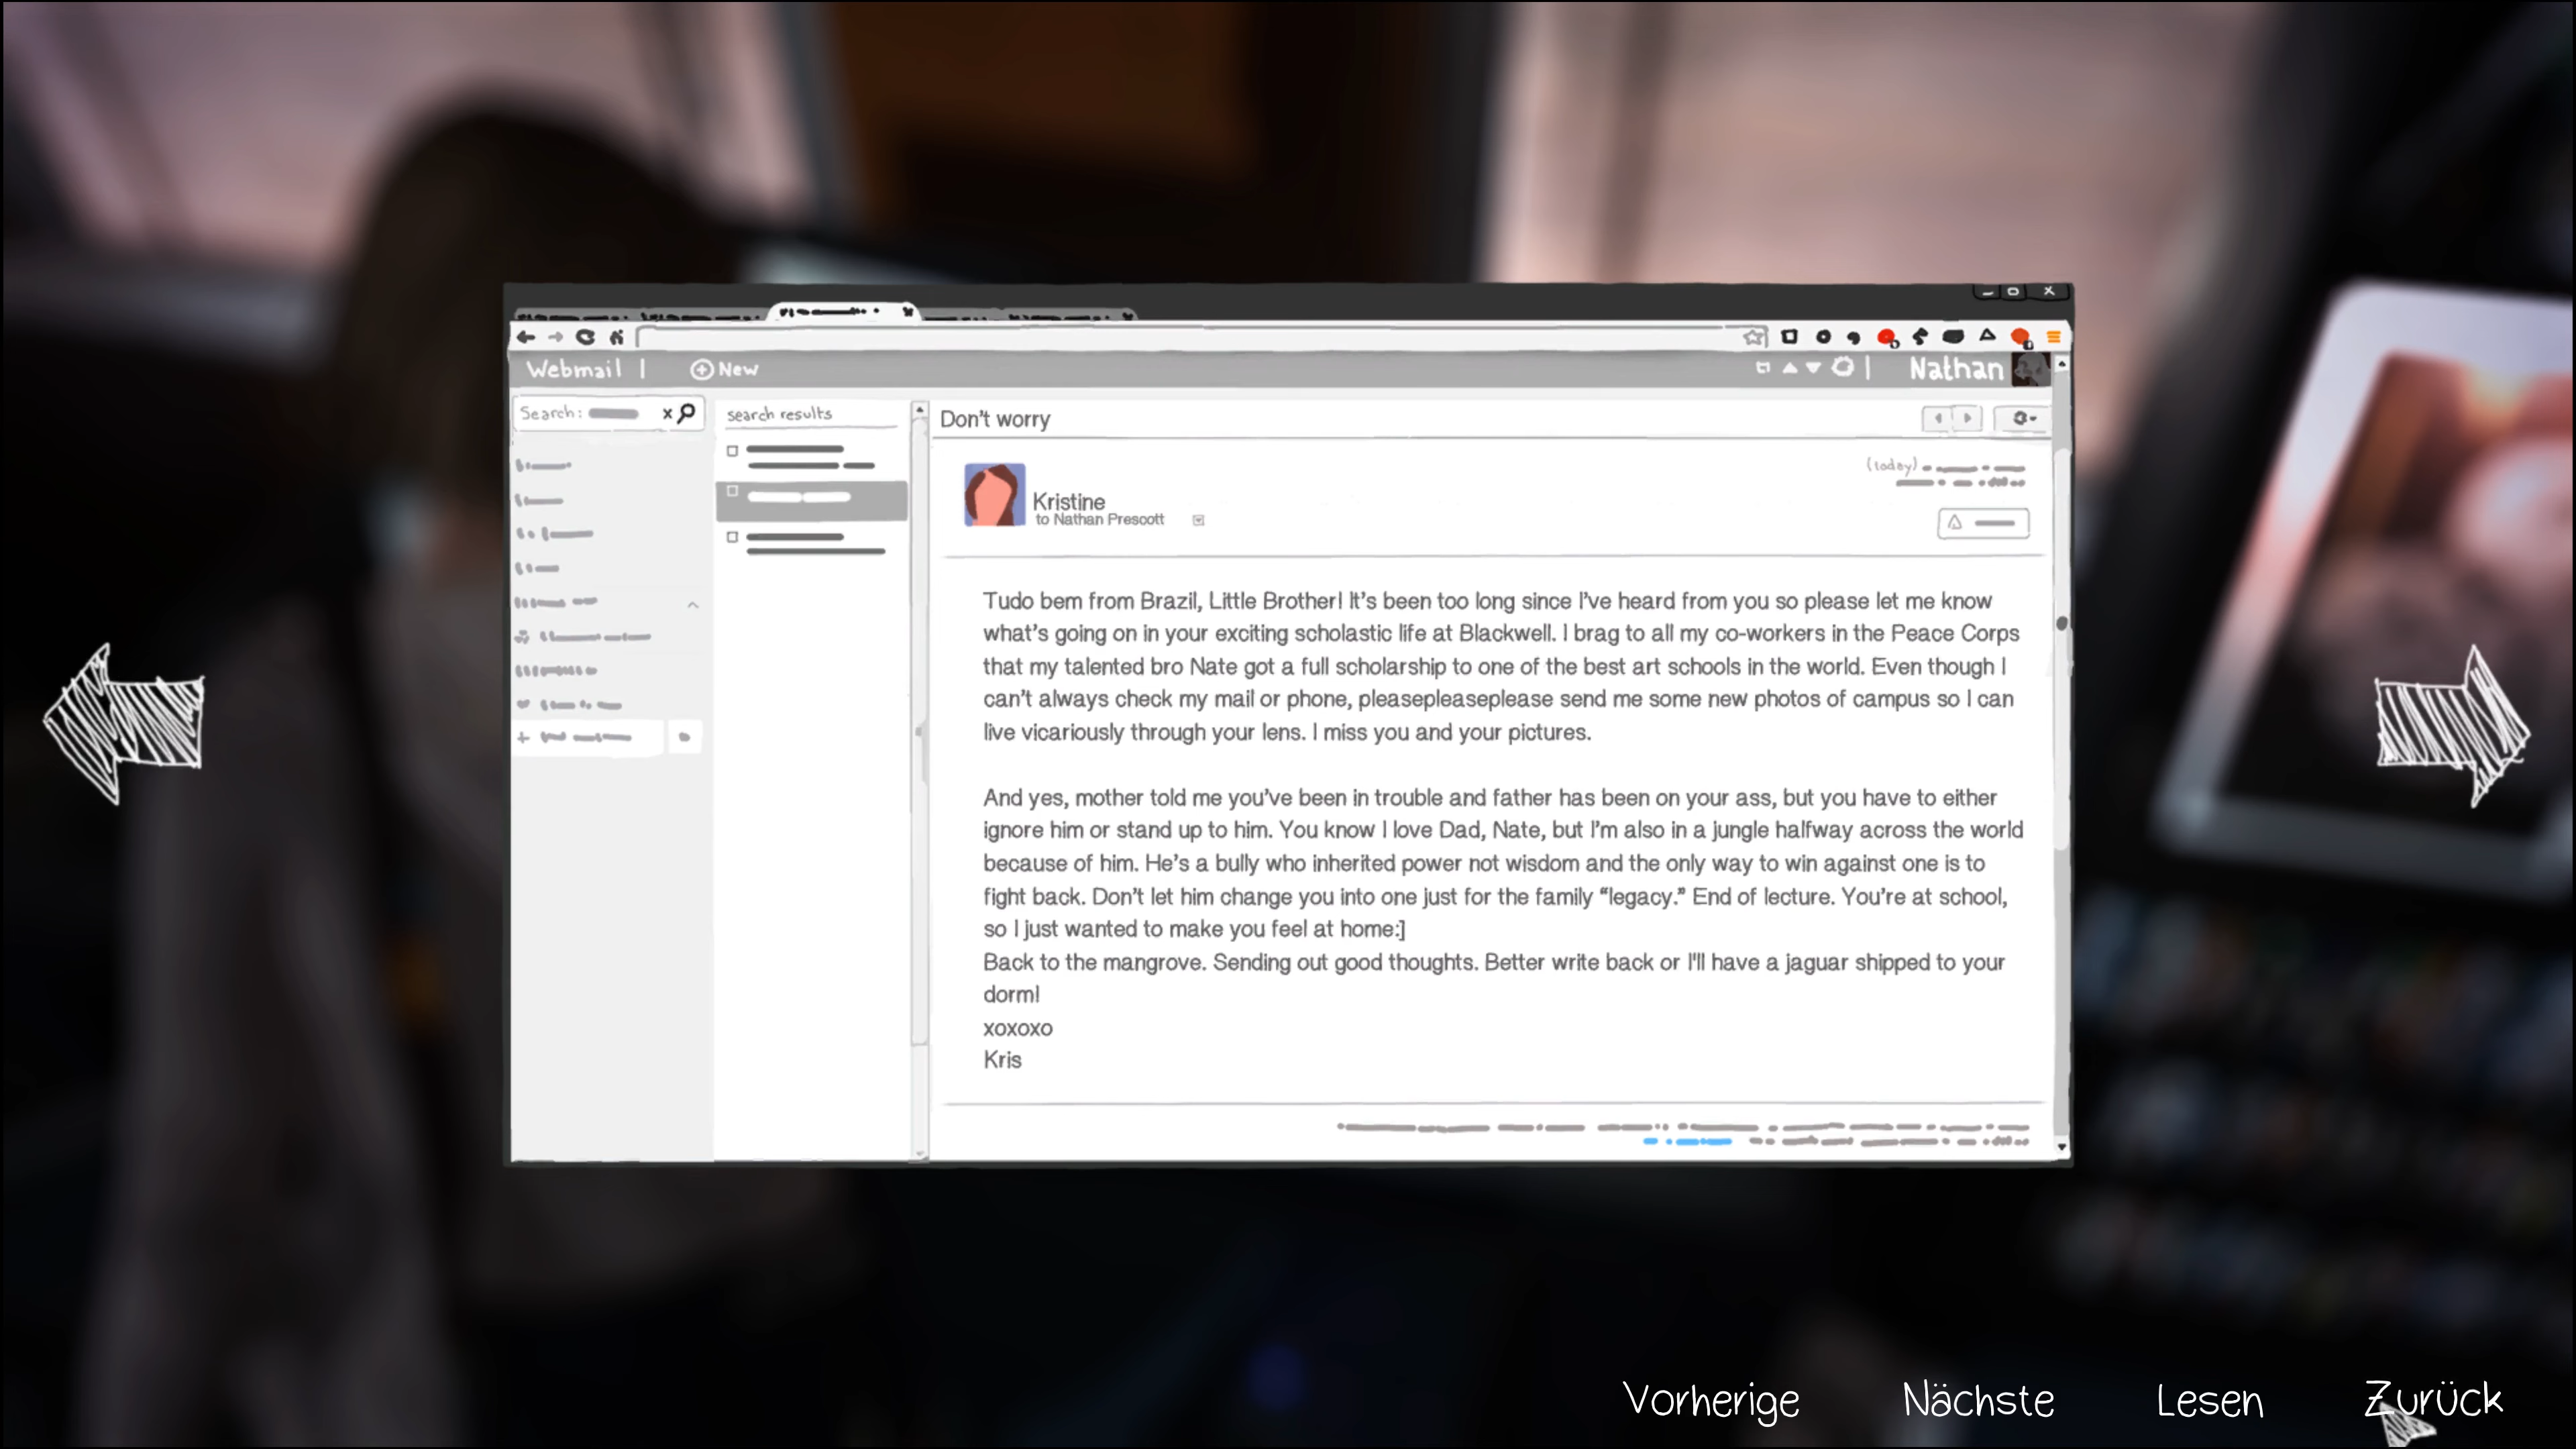 Webmail |
New
Nathan
Search:
search results
Don't worry
(today)
Kristine
to Nathan Prescott
Tudo bem from Brazil, Little Brother! It's been too long since I've heard from you so please let me know
what's going on in your exciting scholastic life at Blackwell. I brag to all my co-workers in the Peace Corps
that my talented bro Nate got a full scholarship to one of the best art schools in the world. Even though I
can't always check my mail or phone, pleasepleaseplease send me some new photos of campus so I can
live vicariously through your lens. I miss you and your pictures.
And yes, mother told me you've been in trouble and father has been on your ass, but you have to either
ignore him or stand up to him. You know I love Dad, Nate, but I'm also in a jungle halfway across the world
because of him. He's a bully who inherited power not wisdom and the only way to win against one is to
fight back. Don't let him change you into one just for the family “legacy.” End of lecture. You're at school,
so I just wanted to make you feel at home:]
Back to the mangrove. Sending out good thoughts. Better write back or I'll have a jaguar shipped to your
dorm!
xoxoxo
Kris
Vorherige
Nächste
Lesen
Zurück